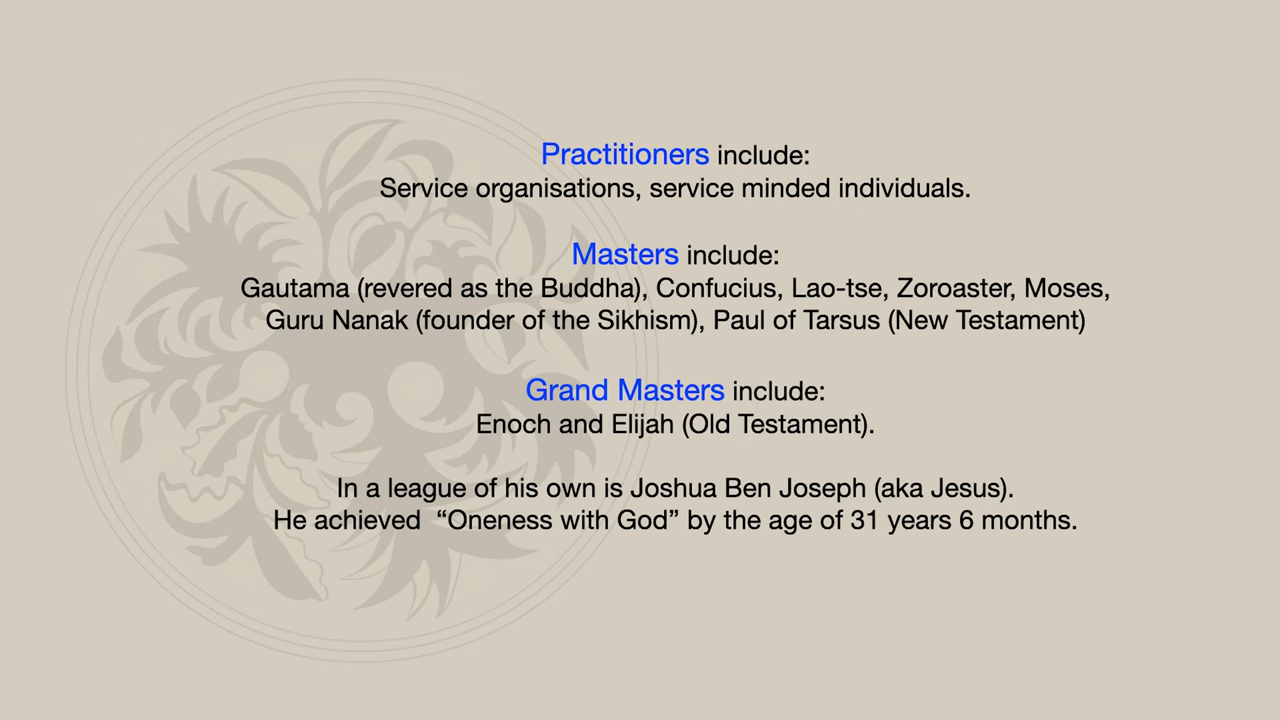 Practitioners include:
Service organisations, service minded individuals.
Masters include:
Gautama (revered as the Buddha), Confucius, Lao-tse, Zoroaster, Moses,
Guru Nanak (founder of the Sikhism), Paul of Tarsus (New Testament)
Grand Masters include:
Enoch and Elijah (Old Testament).
In a league of his own is Joshua Ben Joseph (aka Jesus).
He achieved  “Oneness with God” by the age of 31 years 6 months.